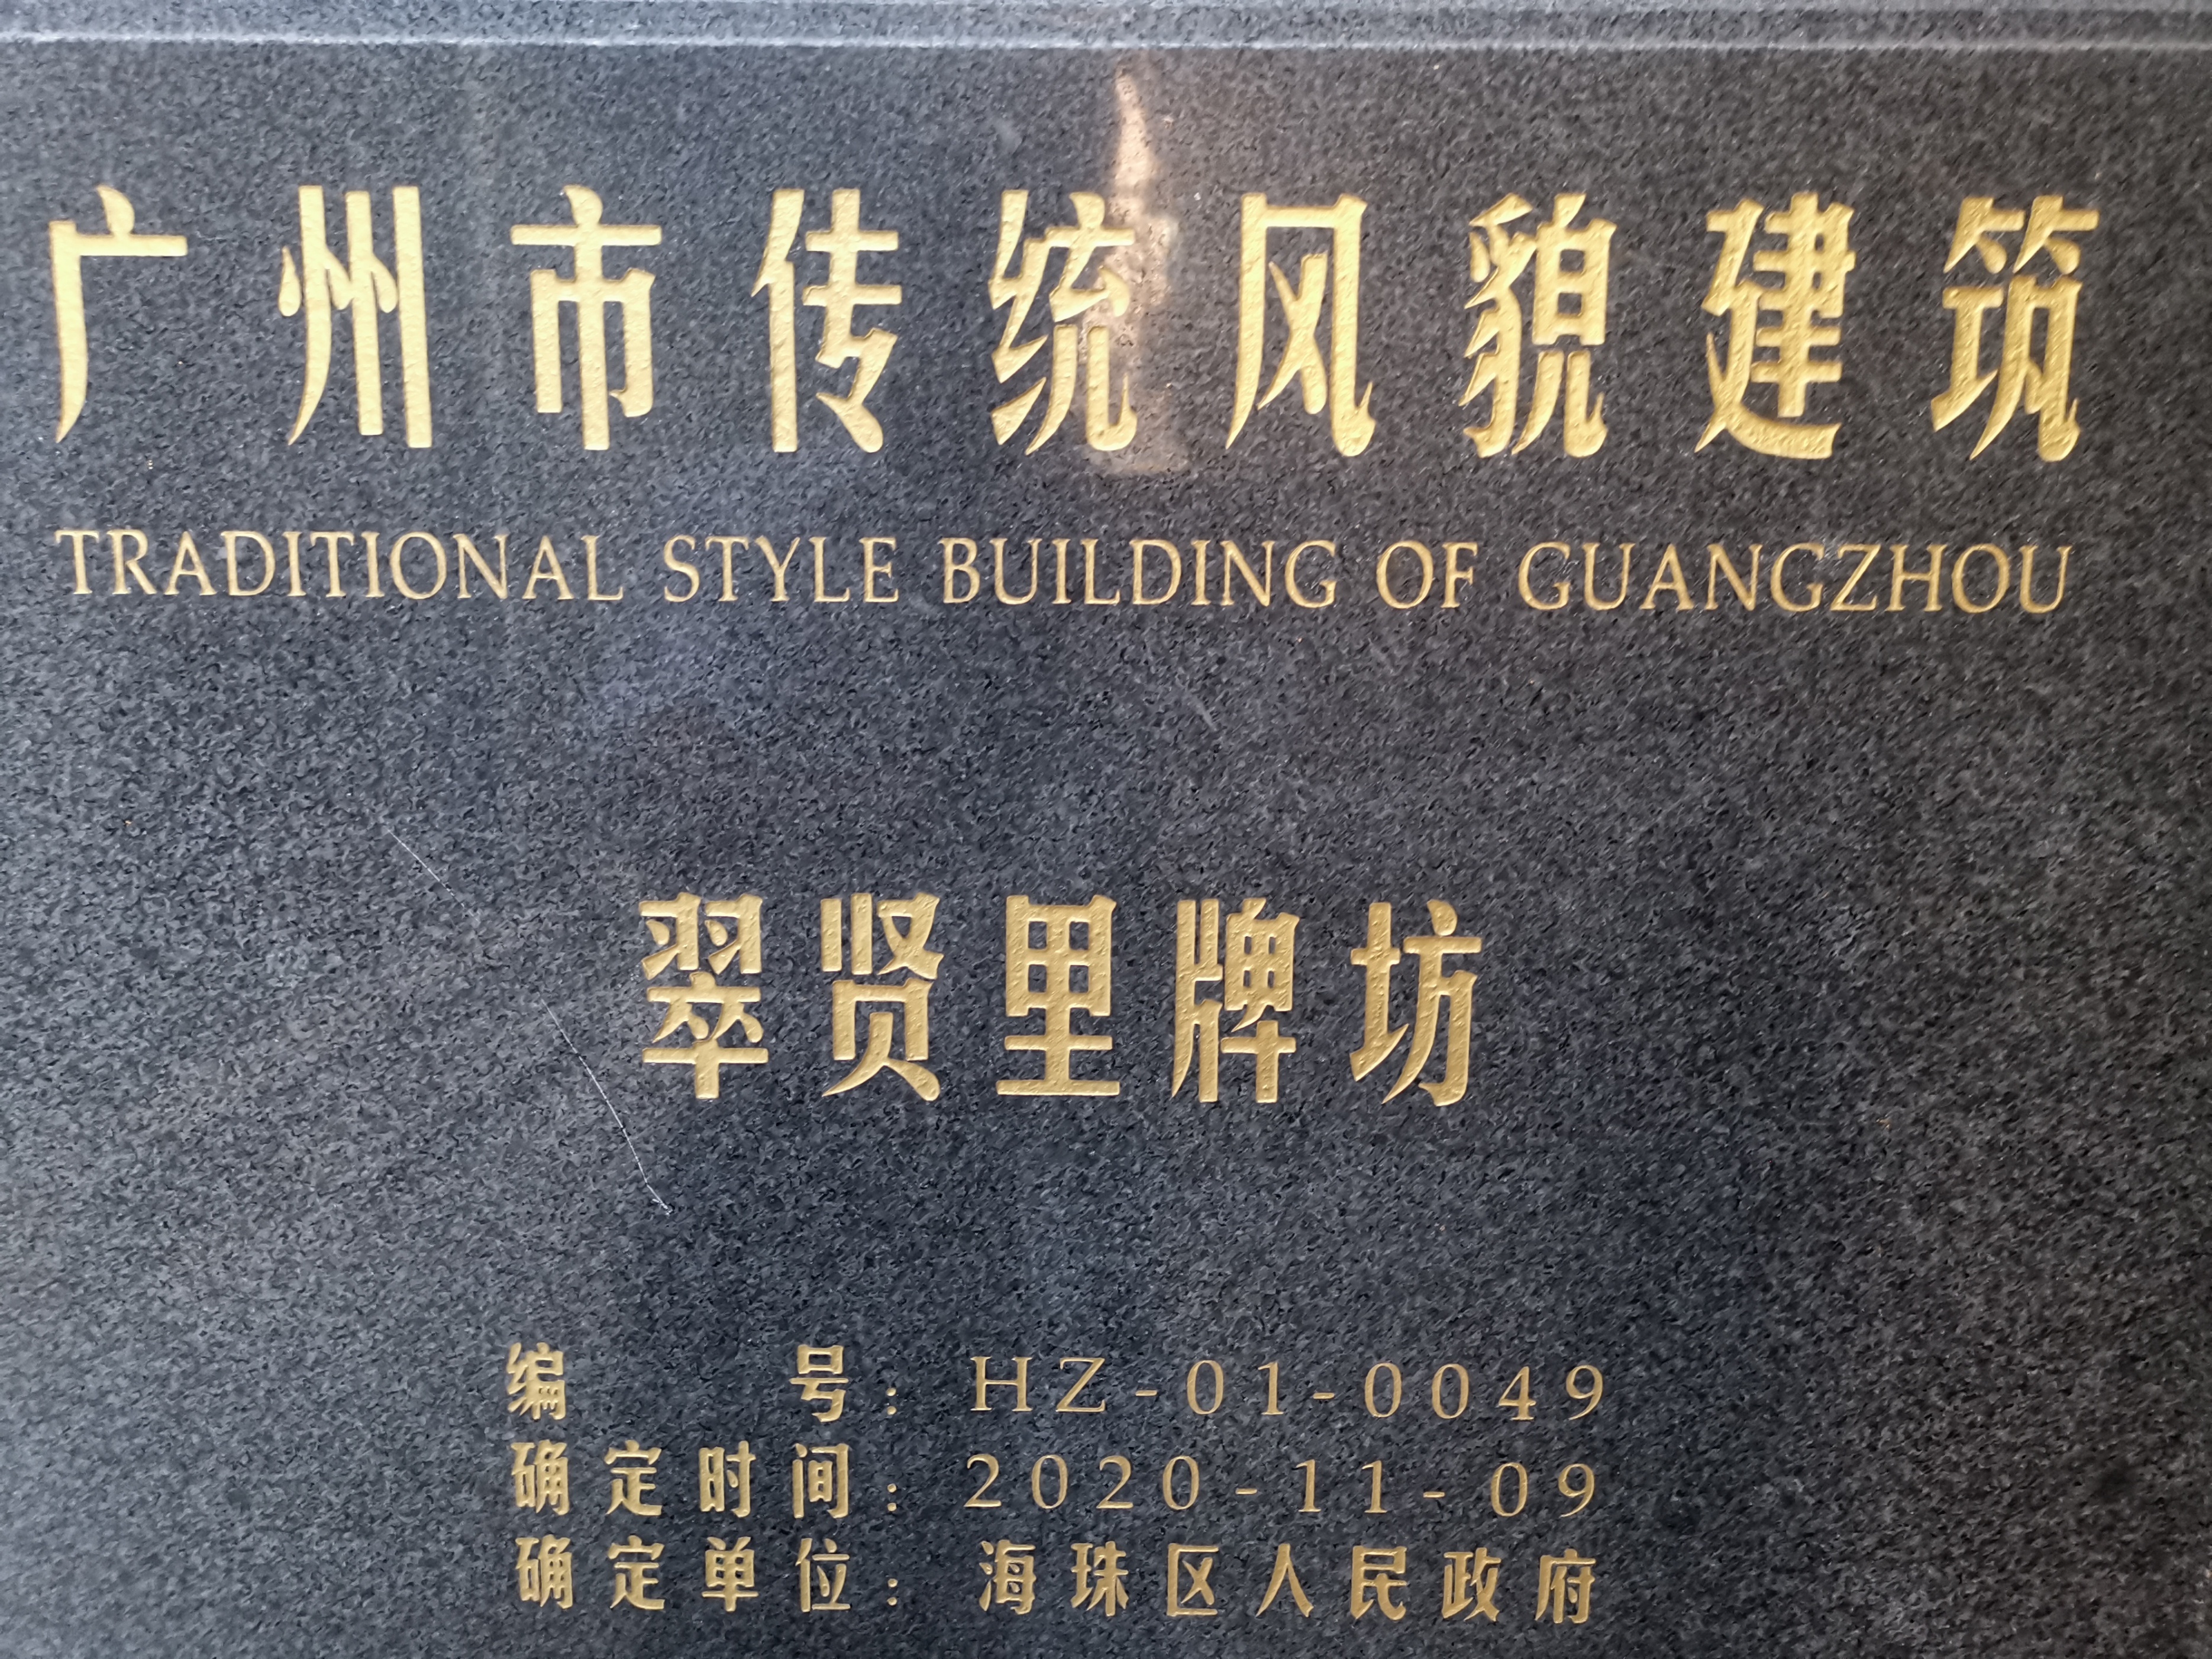 广州市传统风貌建筑
TRADITIONAL STYLE BUILDING OF GUANGZHOU
翠贤里牌坊
编 号：HZ-01-0049
确定时间：2020-11-09
确定单位：海珠区人民政府